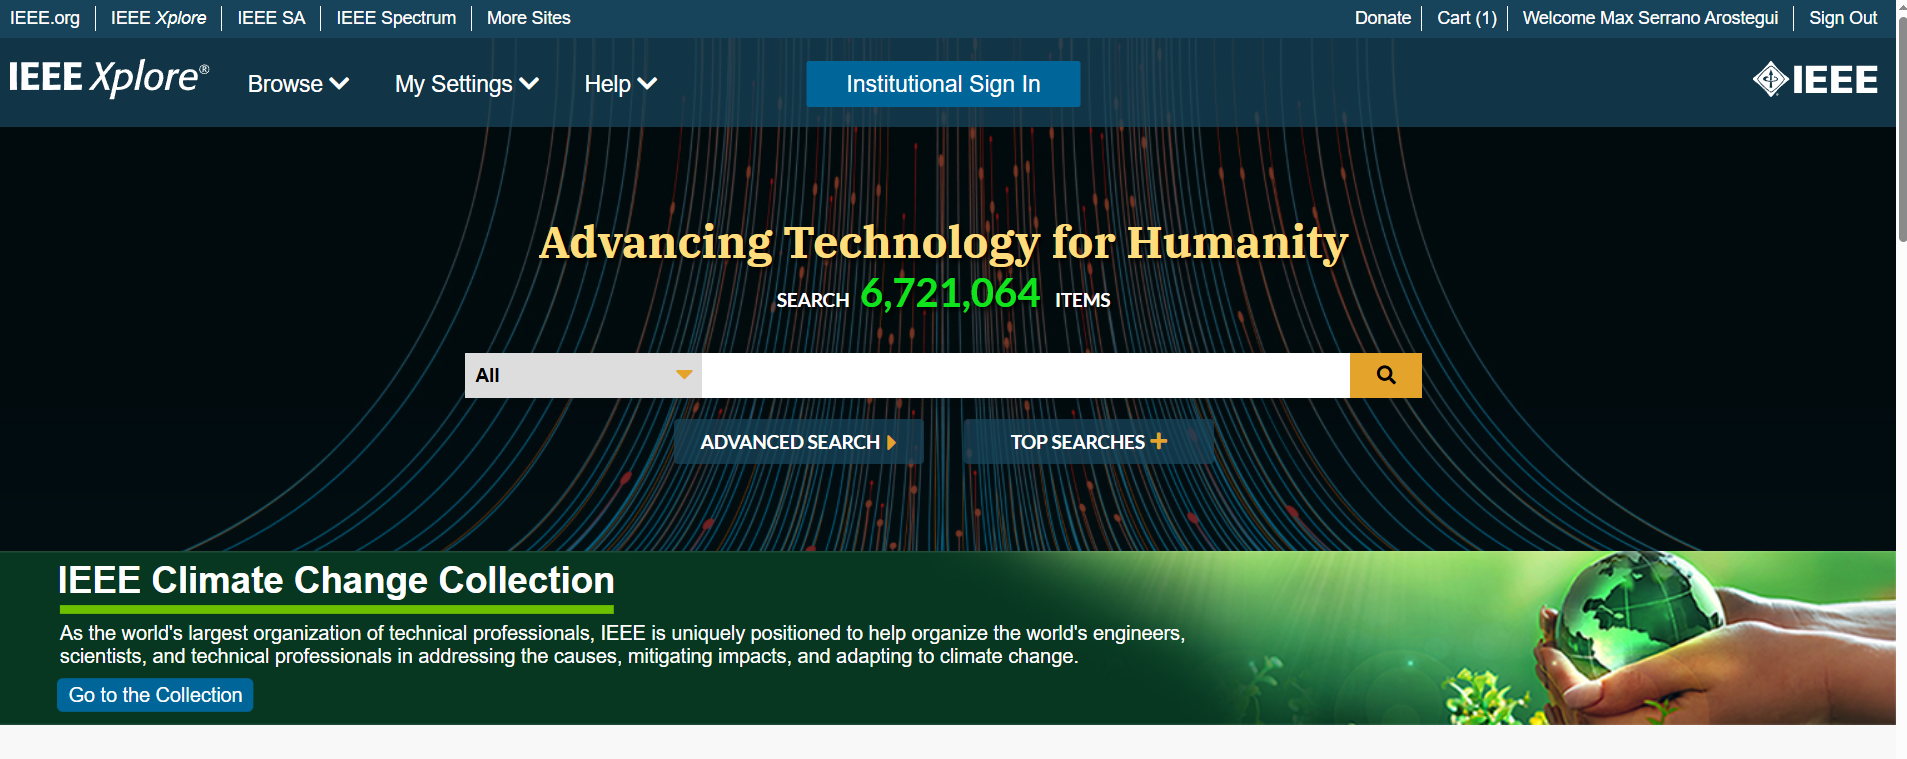 IEEE.org IEEE Xplore IEEE SA IEEE Spectrum More Sites Donate Cart (1) Welcome Max Serrano Arostegui Sign Out
IEEE Xplore® Browse My Settings Help Institutional Sign In IEEE
Advancing Technology for Humanity
SEARCH 6,721,064 ITEMS
All
ADVANCED SEARCH TOP SEARCHES
IEEE Climate Change Collection
As the world's largest organization of technical professionals, IEEE is uniquely positioned to help organize the world's engineers,
scientists, and technical professionals in addressing the causes, mitigating impacts, and adapting to climate change.
Go to the Collection